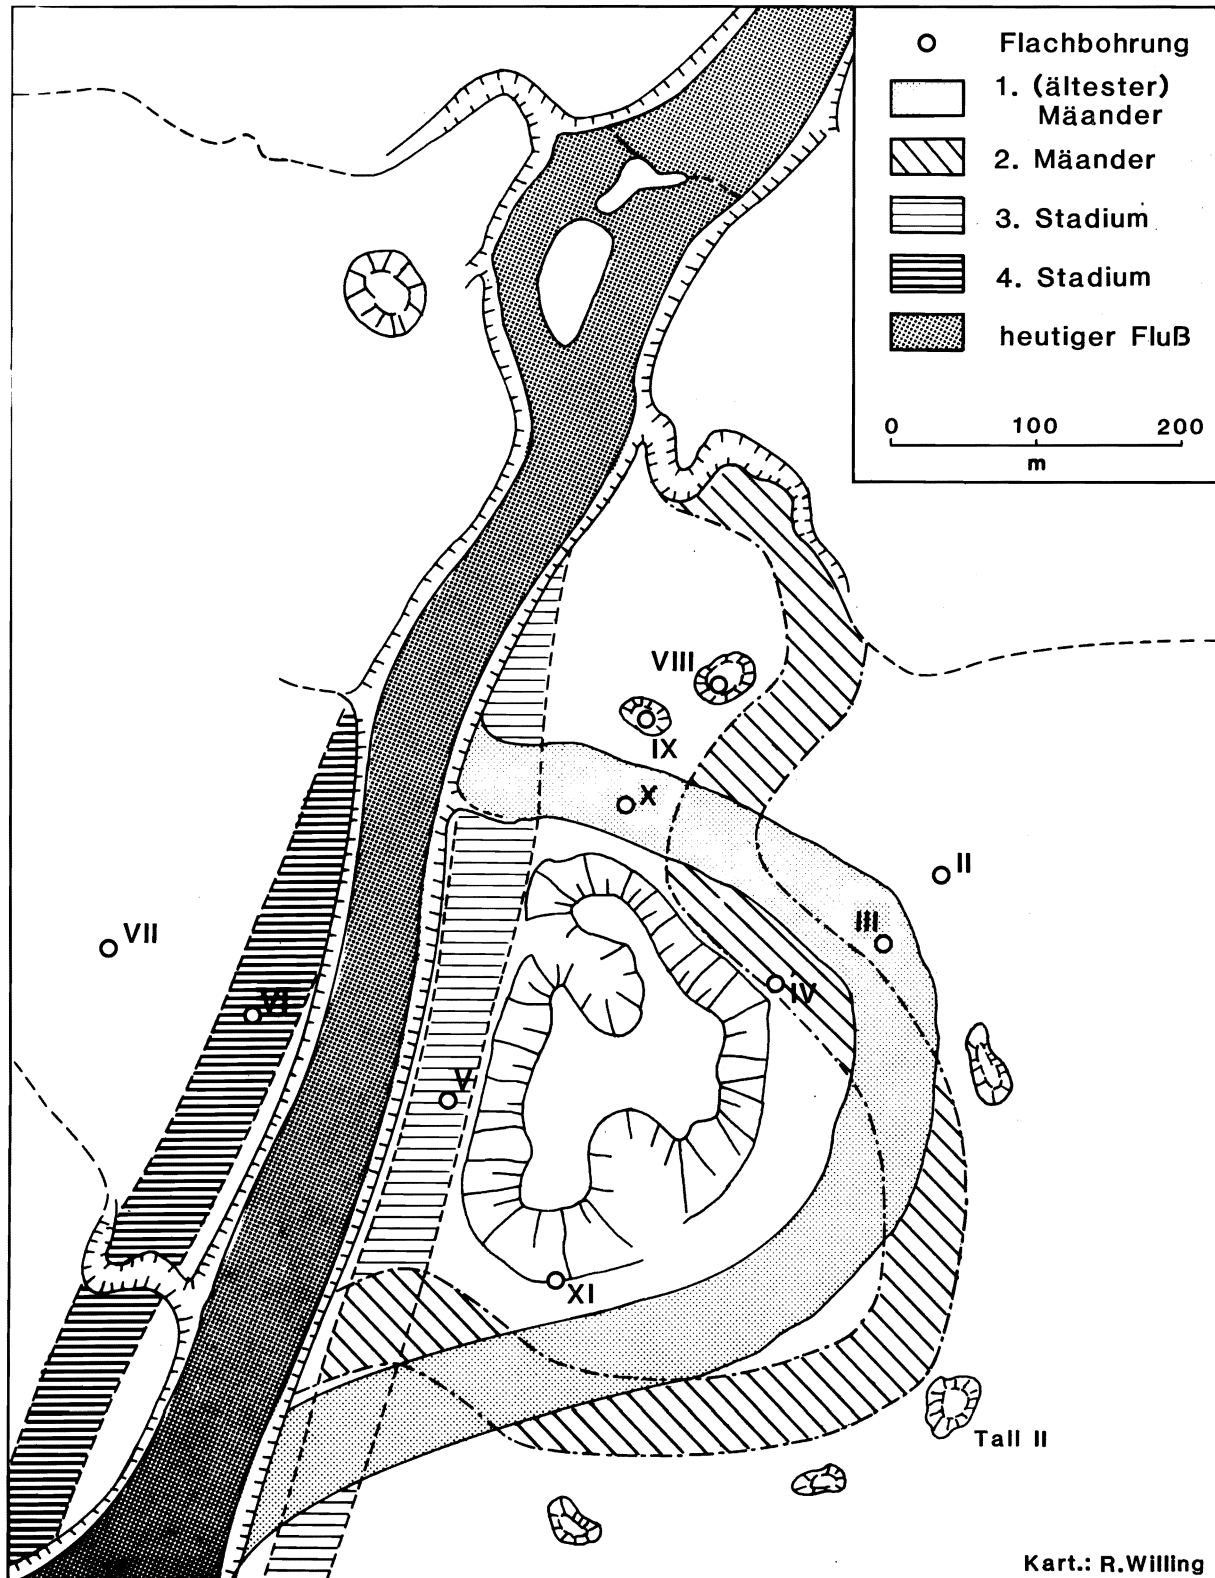 Flachbohrung
1. (ältester)
Mäander
2. Mäander
3. Stadium
4. Stadium
heutiger Fluß
0 100 200
m
VIII
IX
X
II
III
VII
IV
VI
V
XI
Tall II
Kart.: R.Willing